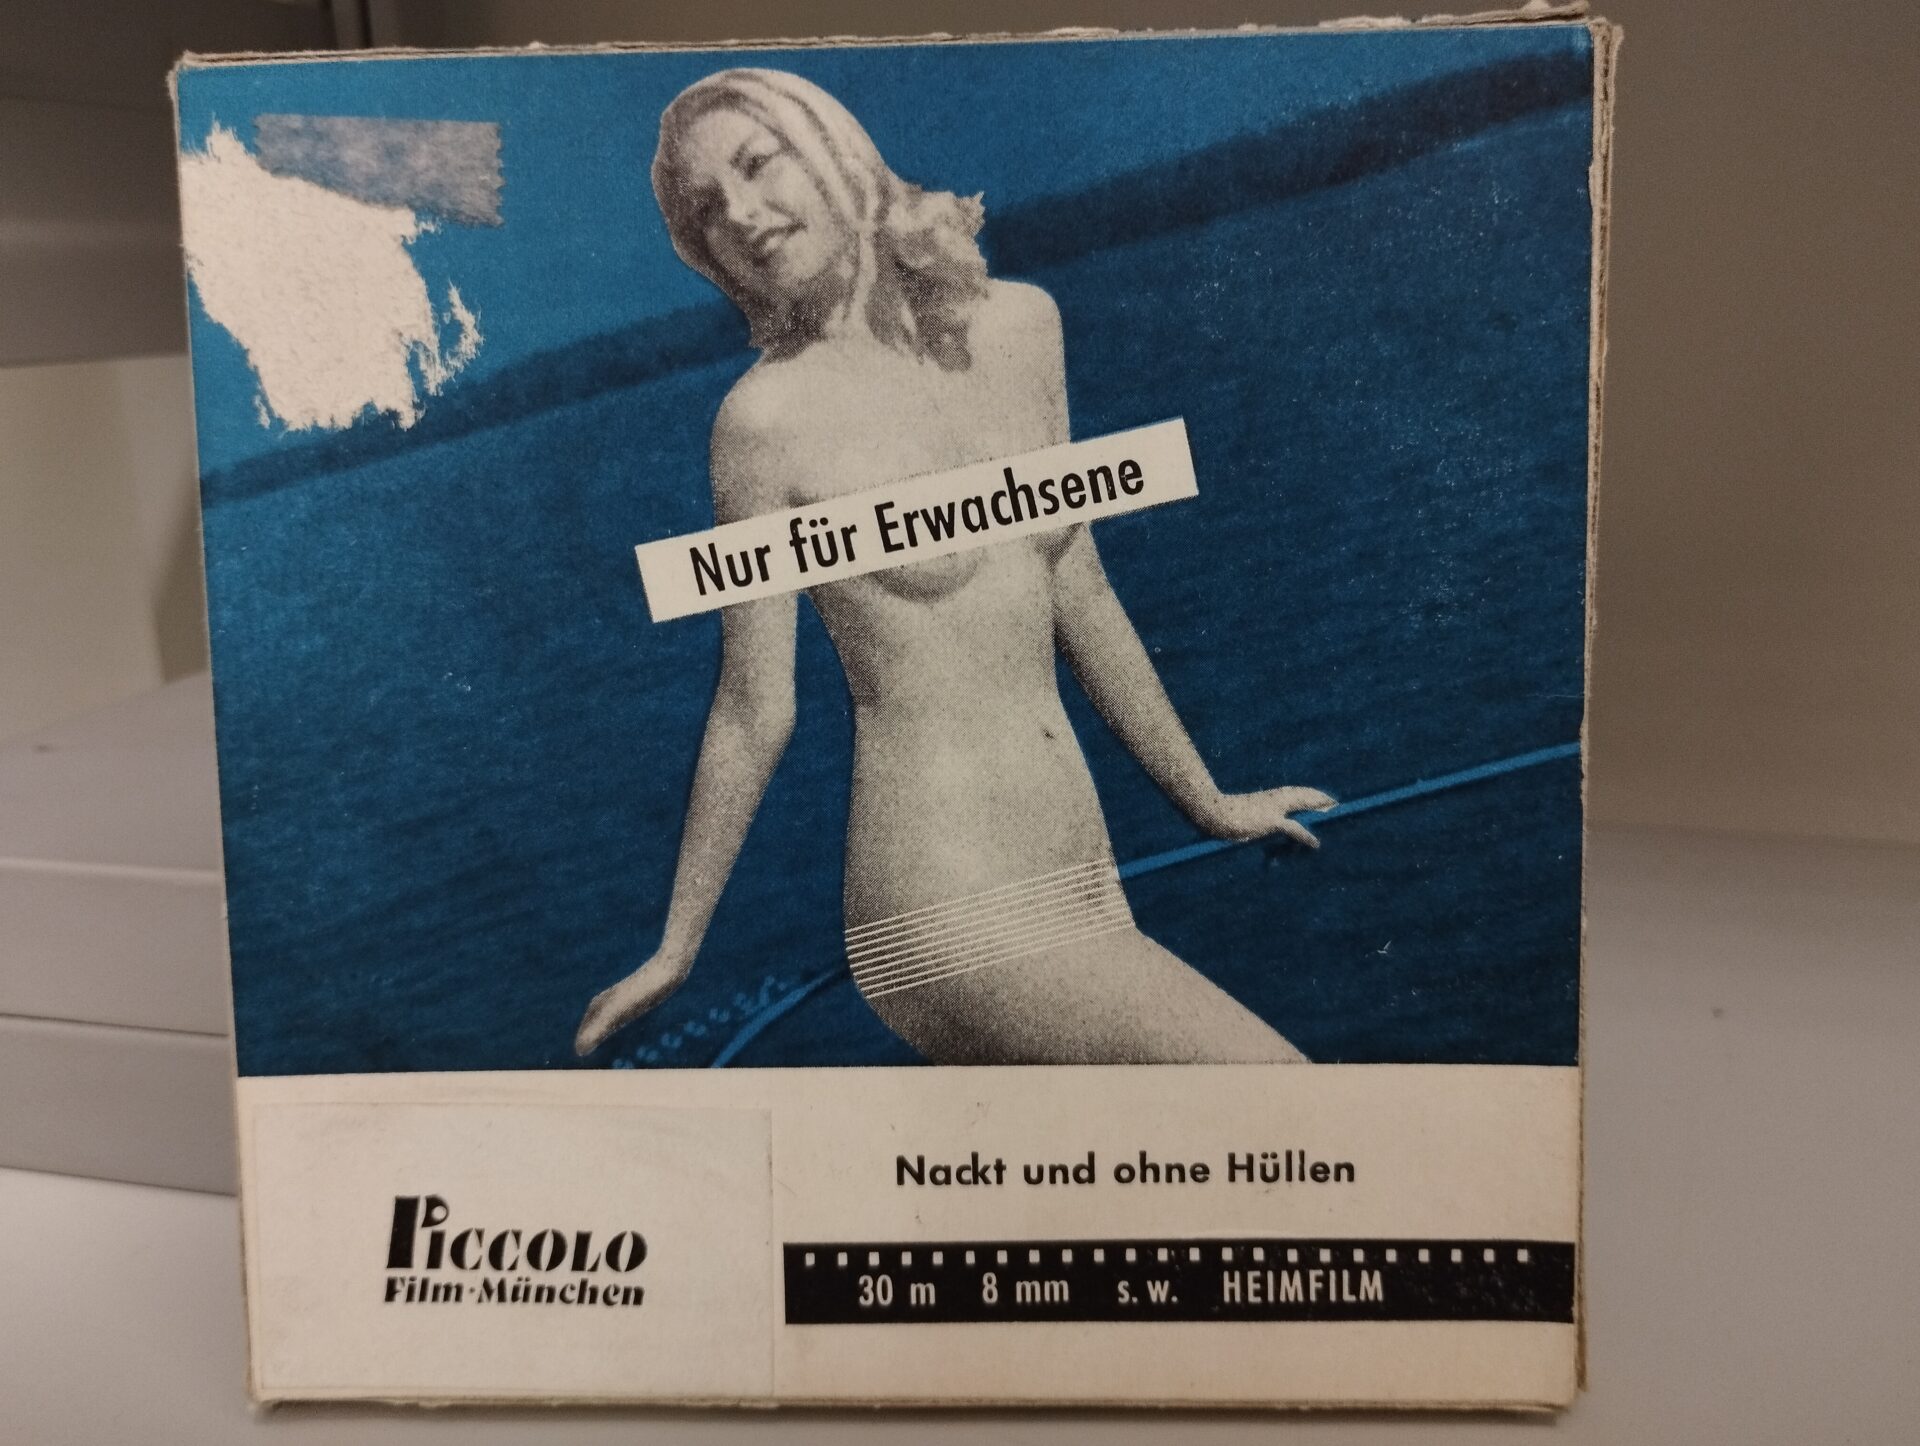 Nur für Erwachsene
Nackt und ohne Hüllen
PICCOLO
Film-München
30 m 8 mm s. w. HEIMFILM